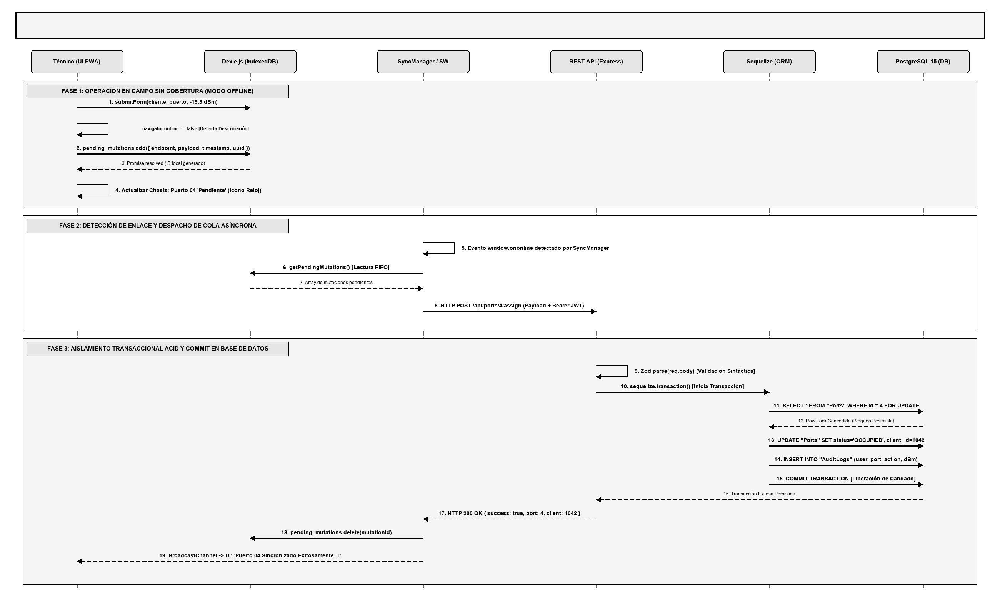 Técnico (UI PWA)
Dexie.js (IndexedDB)
SyncManager / SW
REST API (Express)
Sequelize (ORM)
PostgreSQL 15 (DB)
FASE 1: OPERACIÓN EN CAMPO SIN COBERTURA (MODO OFFLINE)
1. submitForm(cliente, puerto, -19.5 dBm)
navigator.onLine == false [Detecta Desconexión]
2. pending_mutations.add({ endpoint, payload, timestamp, uuid })
3. Promise resolved (ID local generado)
4. Actualizar Chasis: Puerto 04 'Pendiente' (Icono Reloj)
FASE 2: DETECCIÓN DE ENLACE Y DESPACHO DE COLA ASÍNCRONA
5. Evento window.ononline detectado por SyncManager
6. getPendingMutations() [Lectura FIFO]
7. Array de mutaciones pendientes
8. HTTP POST /api/ports/4/assign (Payload + Bearer JWT)
FASE 3: AISLAMIENTO TRANSACCIONAL ACID Y COMMIT EN BASE DE DATOS
9. Zod.parse(req.body) [Validación Sintáctica]
10. sequelize.transaction() [Inicia Transacción]
11. SELECT * FROM "Ports" WHERE id = 4 FOR UPDATE
12. Row Lock Concedido (Bloqueo Pesimista)
13. UPDATE "Ports" SET status='OCCUPIED', client_id=1042
14. INSERT INTO "AuditLogs" (user, port, action, dBm)
15. COMMIT TRANSACTION [Liberación de Candado]
16. Transacción Exitosa Persistida
17. HTTP 200 OK { success: true, port: 4, client: 1042 }
18. pending_mutations.delete(mutationId)
19. BroadcastChannel -> UI: 'Puerto 04 Sincronizado Exitosamente ▯'